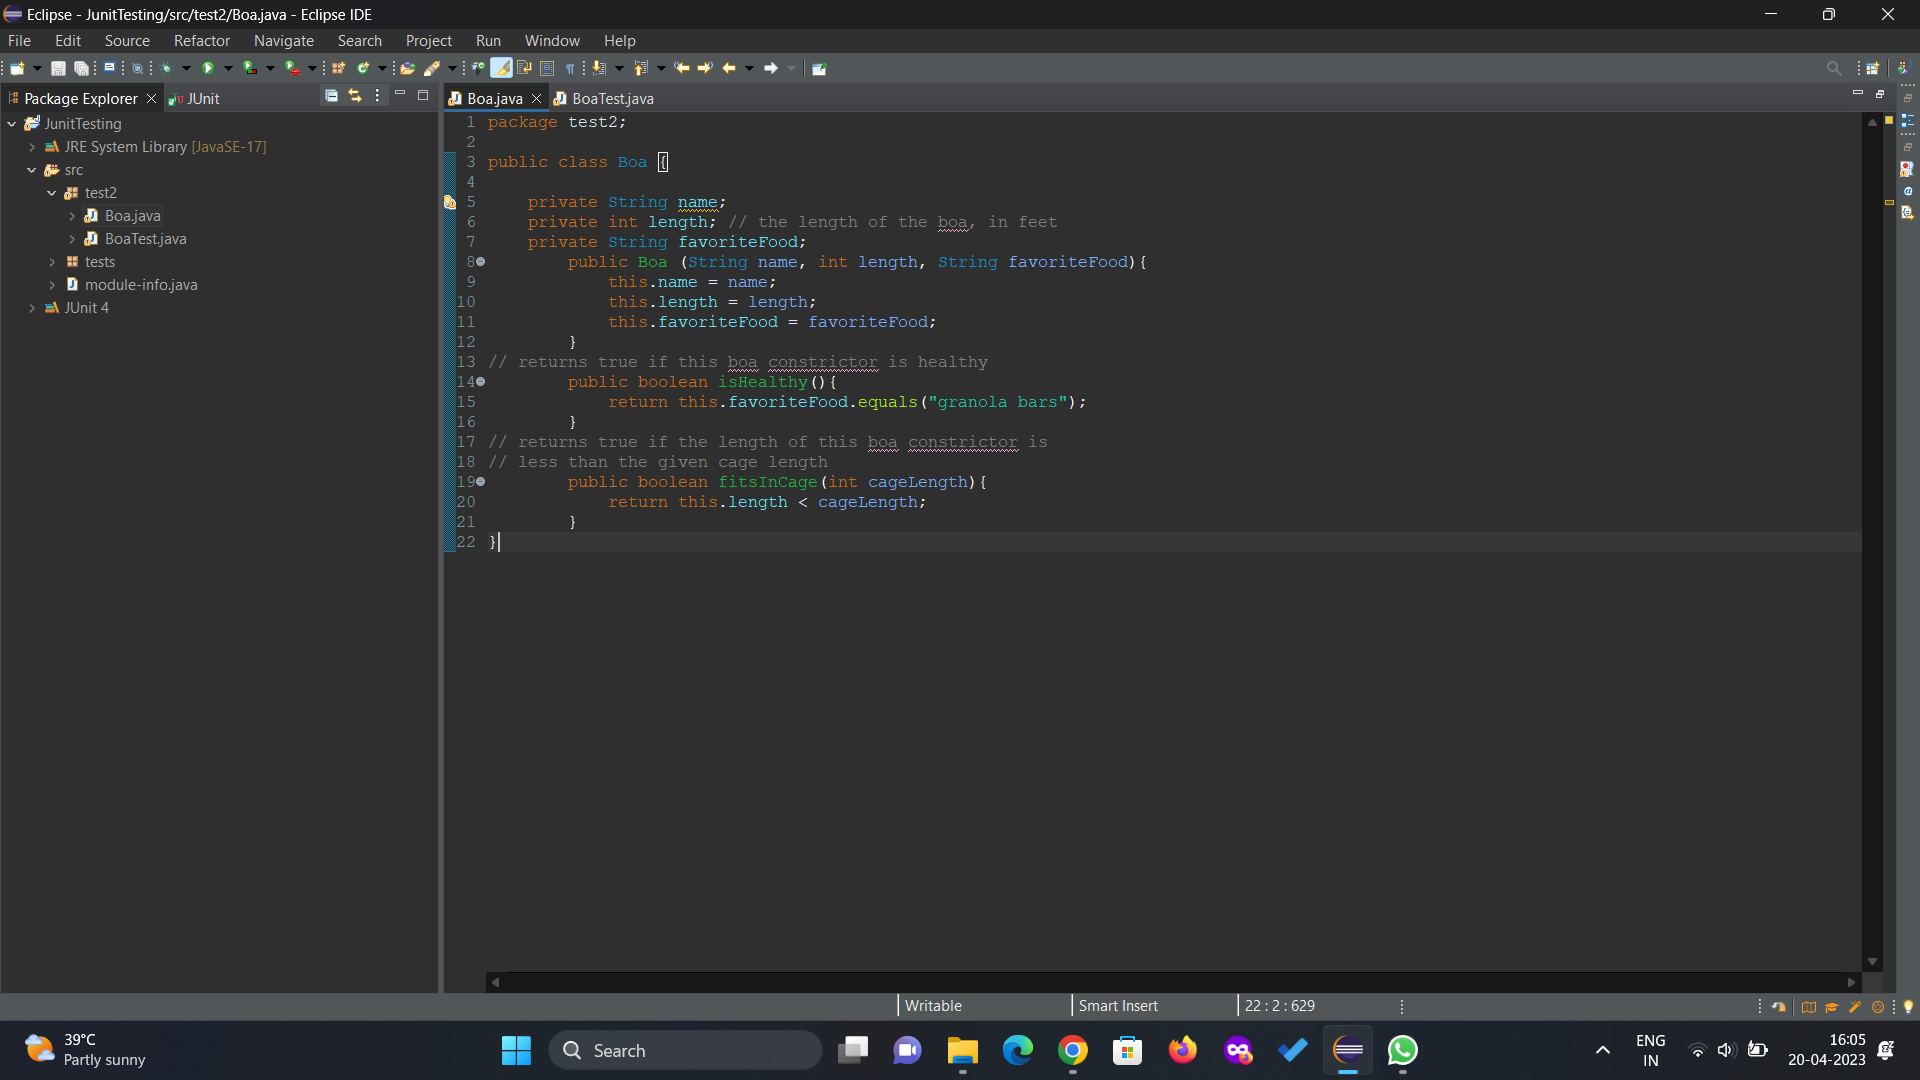 Eclipse - JunitTesting/src/test2/Boa.java - Eclipse IDE
File Edit Source Refactor Navigate Search Project Run Window Help
Package Explorer JUnit
JunitTesting
JRE System Library [JavaSE-17]
src
test2
Boa.java
BoaTest.java
tests
module-info.java
JUnit 4
Boa.java BoaTest.java
1 package test2;
2
3 public class Boa {
4
5 private String name;
6 private int length; // the length of the boa, in feet
7 private String favoriteFood;
8 public Boa (String name, int length, String favoriteFood){
9 this.name = name;
10 this.length = length;
11 this.favoriteFood = favoriteFood;
12 }
13 // returns true if this boa constrictor is healthy
14 public boolean isHealthy(){
15 return this.favoriteFood.equals("granola bars");
16 }
17 // returns true if the length of this boa constrictor is
18 // less than the given cage length
19 public boolean fitsInCage(int cageLength){
20 return this.length < cageLength;
21 }
22 }
Writable Smart Insert 22 : 2 : 629
39°C
Partly sunny
Search
ENG
IN
16:05
20-04-2023